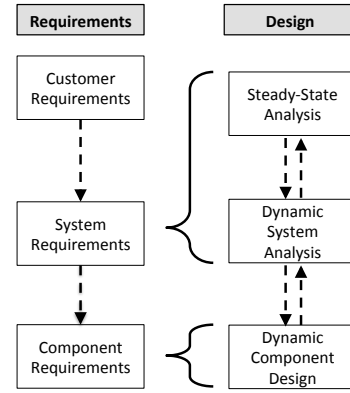 Requirements
Design
Customer
Requirements
Steady-State
Analysis
System
Requirements
Dynamic
System
Analysis
Component
Requirements
Dynamic
Component
Design